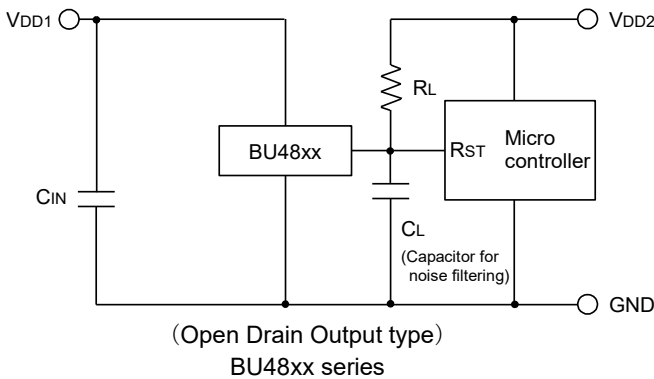 VDD1
VDD2
RL
BU48xx
RST
Micro
controller
CIN
CL
(Capacitor for
noise filtering)
GND
（Open Drain Output type）
BU48xx series